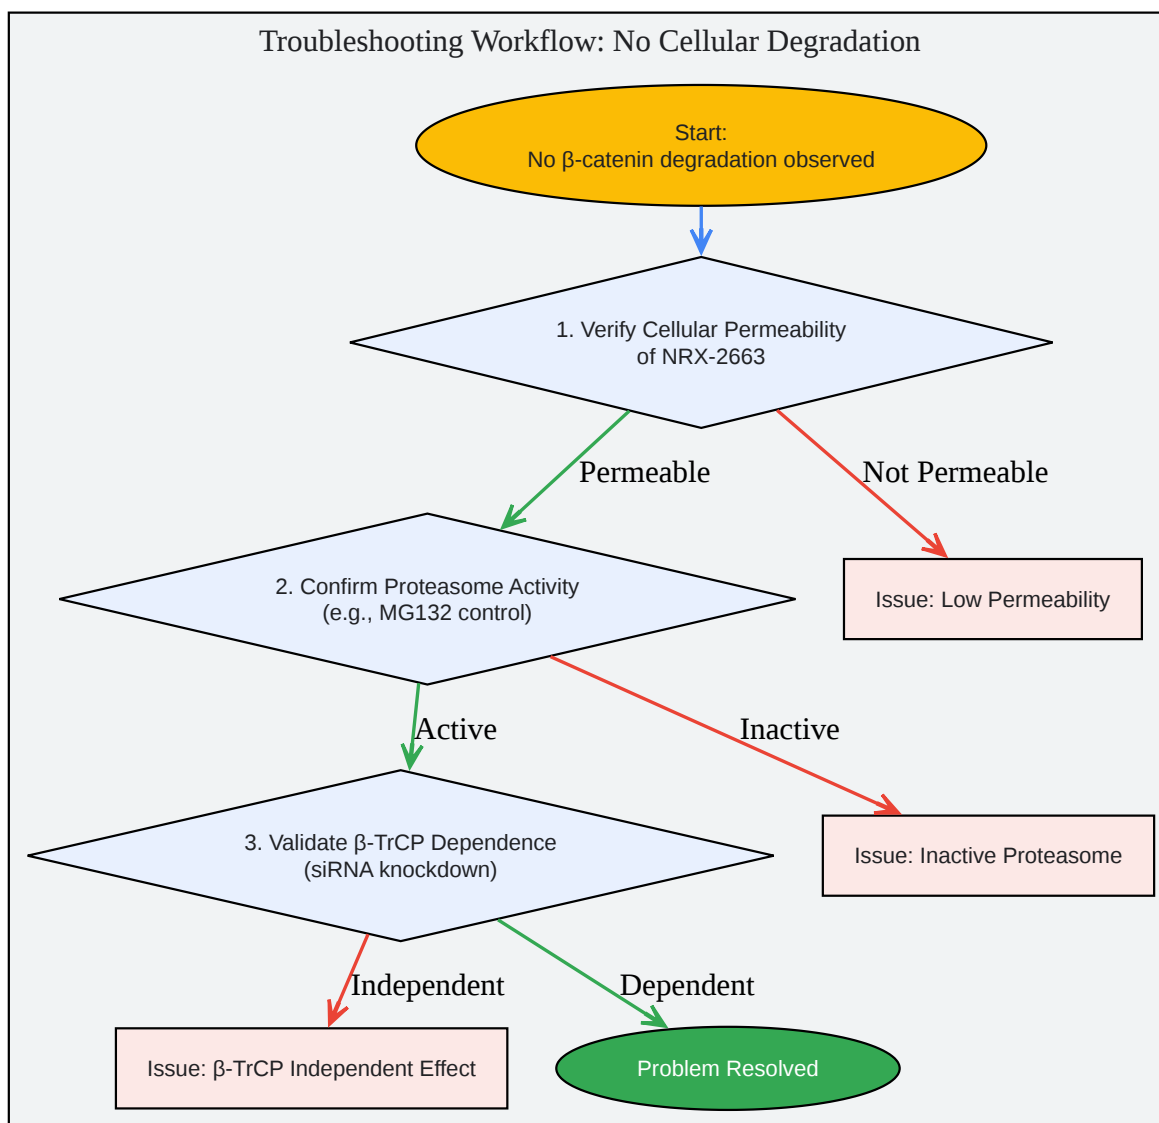 Troubleshooting Workflow: No Cellular Degradation
Start:
No β-catenin degradation observed
1. Verify Cellular Permeability
of NRX-2663
Permeable
Not Permeable
2. Confirm Proteasome Activity
(e.g., MG132 control)
Issue: Low Permeability
Active
Inactive
3. Validate β-TrCP Dependence
(siRNA knockdown)
Issue: Inactive Proteasome
Independent
Dependent
Issue: β-TrCP Independent Effect
Problem Resolved